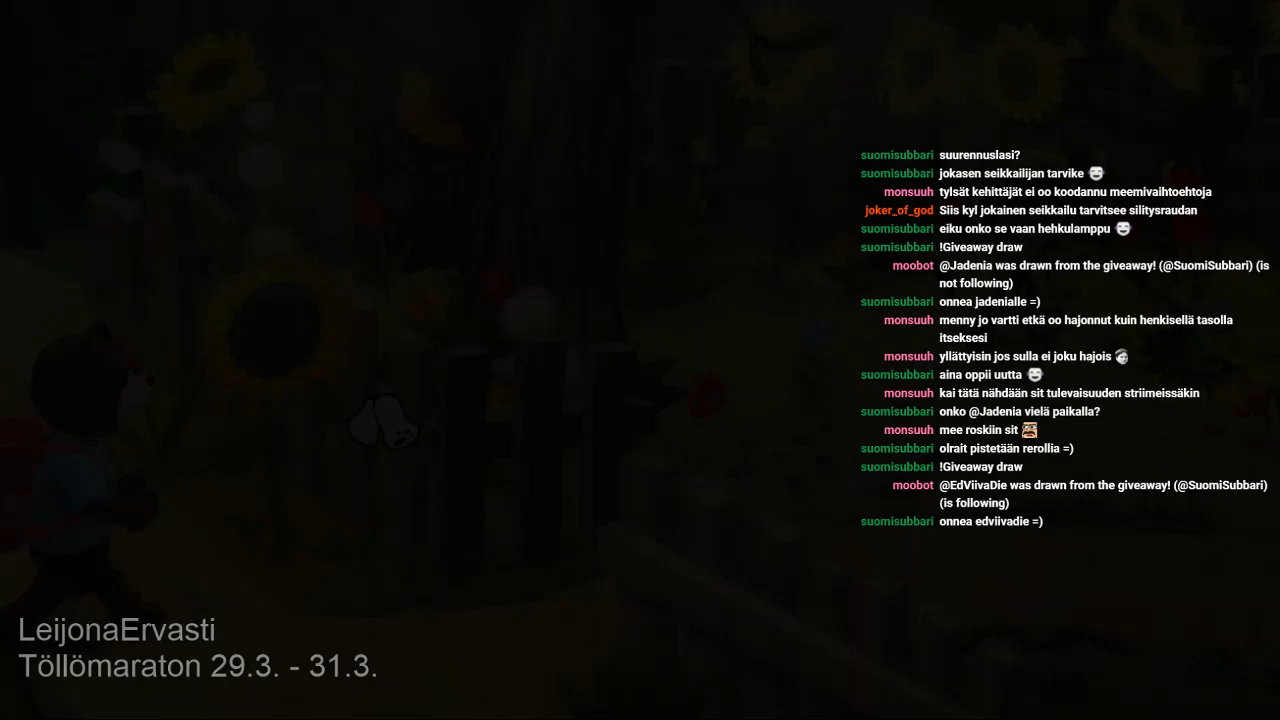 suomisubbari suurennuslasi?
suomisubbari jokasen seikkailijan tarvike
monsuuh tylsät kehittäjät ei oo koodannu meemivaihtoehtoja
joker_of_god Siis kyl jokainen seikkailu tarvitsee silitysraudan
suomisubbari eiku onko se vaan hehkulamppu
suomisubbari !Giveaway draw
moobot @Jadenia was drawn from the giveaway! (@SuomiSubbari) (is
not following)
suomisubbari onnea jadenialle =)
monsuuh menny jo vartti etkä oo hajonnut kuin henkisellä tasolla
itseksesi
monsuuh yllättyisin jos sulla ei joku hajois
suomisubbari aina oppii uutta
monsuuh kai tätä nähdään sit tulevaisuuden striimeissäkin
suomisubbari onko @Jadenia vielä paikalla?
monsuuh mee roskiin sit
suomisubbari olrait pistetään rerollia =)
suomisubbari !Giveaway draw
moobot @EdViivaDie was drawn from the giveaway! (@SuomiSubbari)
(is following)
suomisubbari onnea edviivadie =)
LeijonaErvasti
Töllömaraton 29.3. - 31.3.